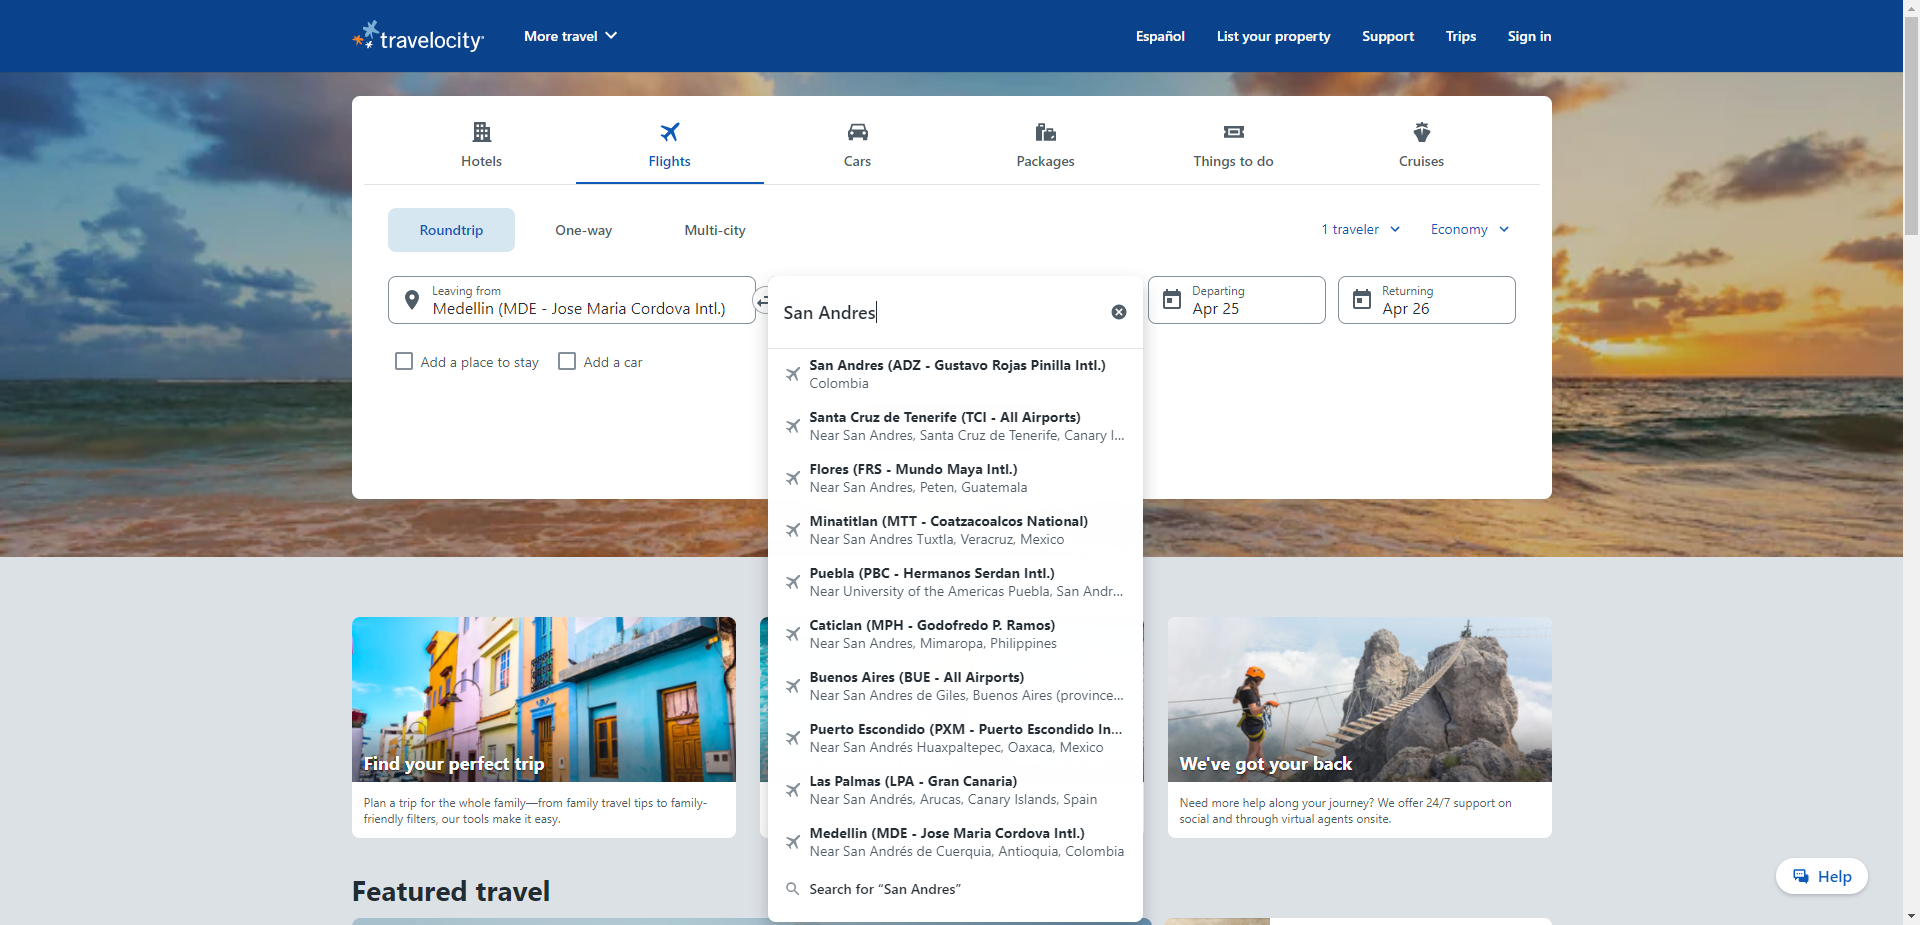 travelocity
More travel
Español
List your property
Support
Trips
Sign in
Hotels
Flights
Cars
Packages
Things to do
Cruises
Roundtrip
One-way
Multi-city
1 traveler
Economy
Leaving from
Medellin (MDE - Jose Maria Cordova Intl.)
San Andres
Departing
Apr 25
Returning
Apr 26
Add a place to stay
Add a car
San Andres (ADZ - Gustavo Rojas Pinilla Intl.)
Colombia
Santa Cruz de Tenerife (TCI - All Airports)
Near San Andres, Santa Cruz de Tenerife, Canary I...
Flores (FRS - Mundo Maya Intl.)
Near San Andres, Peten, Guatemala
Minatitlan (MTT - Coatzacoalcos National)
Near San Andres Tuxtla, Veracruz, Mexico
Puebla (PBC - Hermanos Serdan Intl.)
Near University of the Americas Puebla, San Andr...
Caticlan (MPH - Godofredo P. Ramos)
Near San Andres, Mimaropa, Philippines
Buenos Aires (BUE - All Airports)
Near San Andres de Giles, Buenos Aires (province...
Puerto Escondido (PXM - Puerto Escondido In...
Near San Andrés Huaxpaltepec, Oaxaca, Mexico
Las Palmas (LPA - Gran Canaria)
Near San Andrés, Arucas, Canary Islands, Spain
Medellin (MDE - Jose Maria Cordova Intl.)
Near San Andrés de Cuerquia, Antioquia, Colombia
Search for “San Andres”
Find your perfect trip
Plan a trip for the whole family—from family travel tips to family-
friendly filters, our tools make it easy.
We've got your back
Need more help along your journey? We offer 24/7 support on
social and through virtual agents onsite.
Featured travel
Help